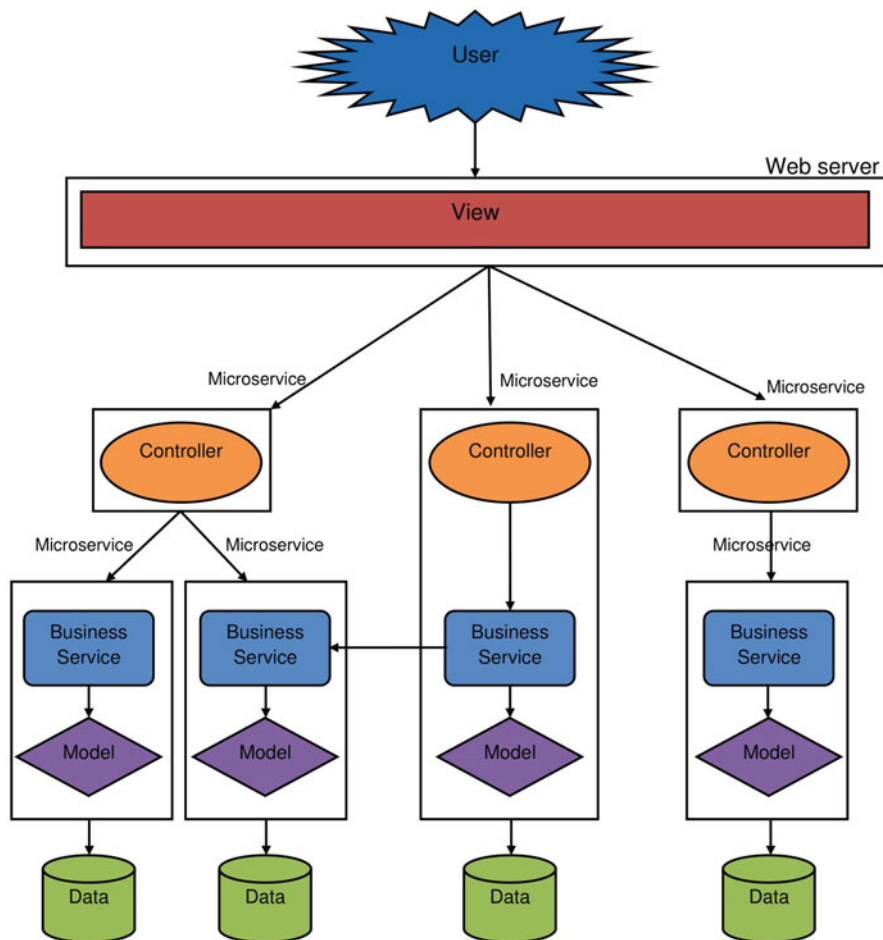 User
Web server
View
Microservice
Microservice
Microservice
Controller
Controller
Controller
Microservice
Microservice
Microservice
Business
Service
Business
Service
Business
Service
Business
Service
Model
Model
Model
Model
Data
Data
Data
Data